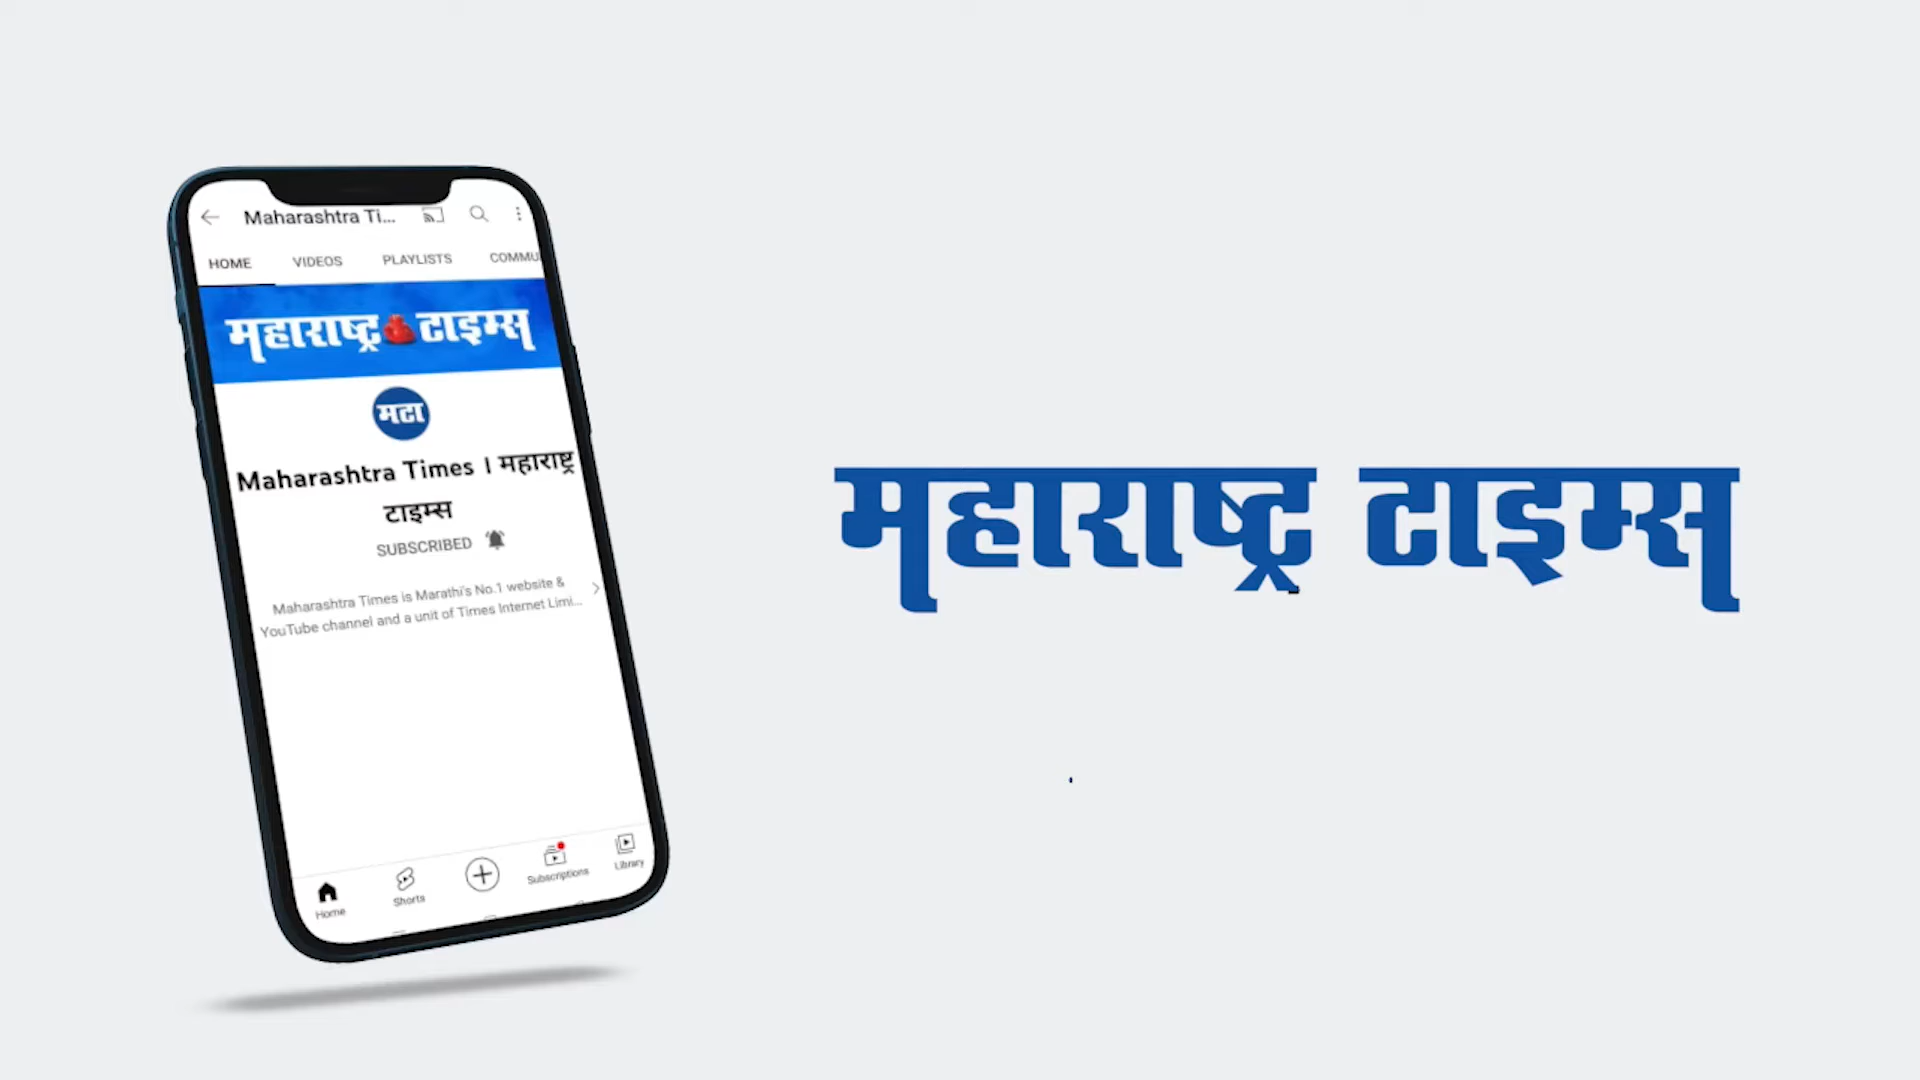 Maharashtra Ti...
HOME VIDEOS PLAYLISTS COMMU
महाराष्ट्र टाइम्स
मटा
Maharashtra Times । महाराष्ट्र
टाइम्स
SUBSCRIBED
Maharashtra Times is Marathi's No.1 website &
YouTube channel and a unit of Times Internet Limi...
Home Shorts Subscriptions Library
महाराष्ट्र टाइम्स